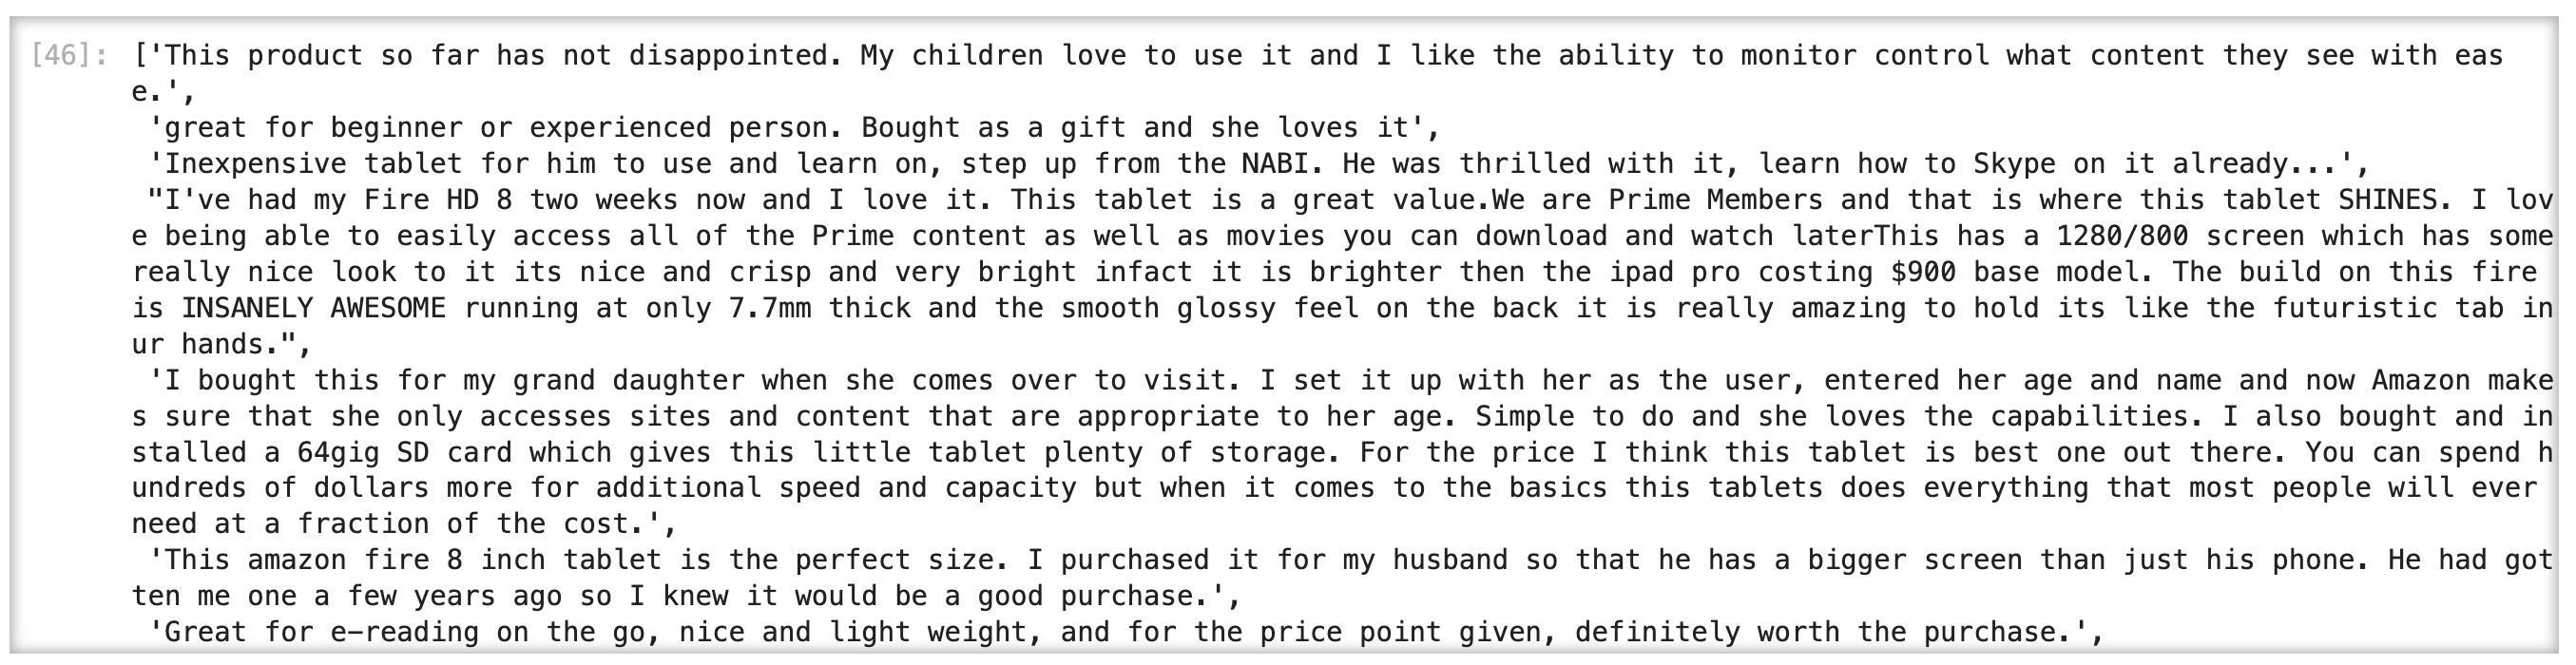 [46]: ['This product so far has not disappointed. My children love to use it and I like the ability to monitor control what content they see with eas
e.',
'great for beginner or experienced person. Bought as a gift and she loves it',
'Inexpensive tablet for him to use and learn on, step up from the NABI. He was thrilled with it, learn how to Skype on it already...',
"I've had my Fire HD 8 two weeks now and I love it. This tablet is a great value.We are Prime Members and that is where this tablet SHINES. I lov
e being able to easily access all of the Prime content as well as movies you can download and watch laterThis has a 1280/800 screen which has some
really nice look to it its nice and crisp and very bright infact it is brighter then the ipad pro costing $900 base model. The build on this fire
is INSANELY AWESOME running at only 7.7mm thick and the smooth glossy feel on the back it is really amazing to hold its like the futuristic tab in
ur hands.",
'I bought this for my grand daughter when she comes over to visit. I set it up with her as the user, entered her age and name and now Amazon make
s sure that she only accesses sites and content that are appropriate to her age. Simple to do and she loves the capabilities. I also bought and in
stalled a 64gig SD card which gives this little tablet plenty of storage. For the price I think this tablet is best one out there. You can spend h
undreds of dollars more for additional speed and capacity but when it comes to the basics this tablets does everything that most people will ever
need at a fraction of the cost.',
'This amazon fire 8 inch tablet is the perfect size. I purchased it for my husband so that he has a bigger screen than just his phone. He had got
ten me one a few years ago so I knew it would be a good purchase.',
'Great for e-reading on the go, nice and light weight, and for the price point given, definitely worth the purchase.',